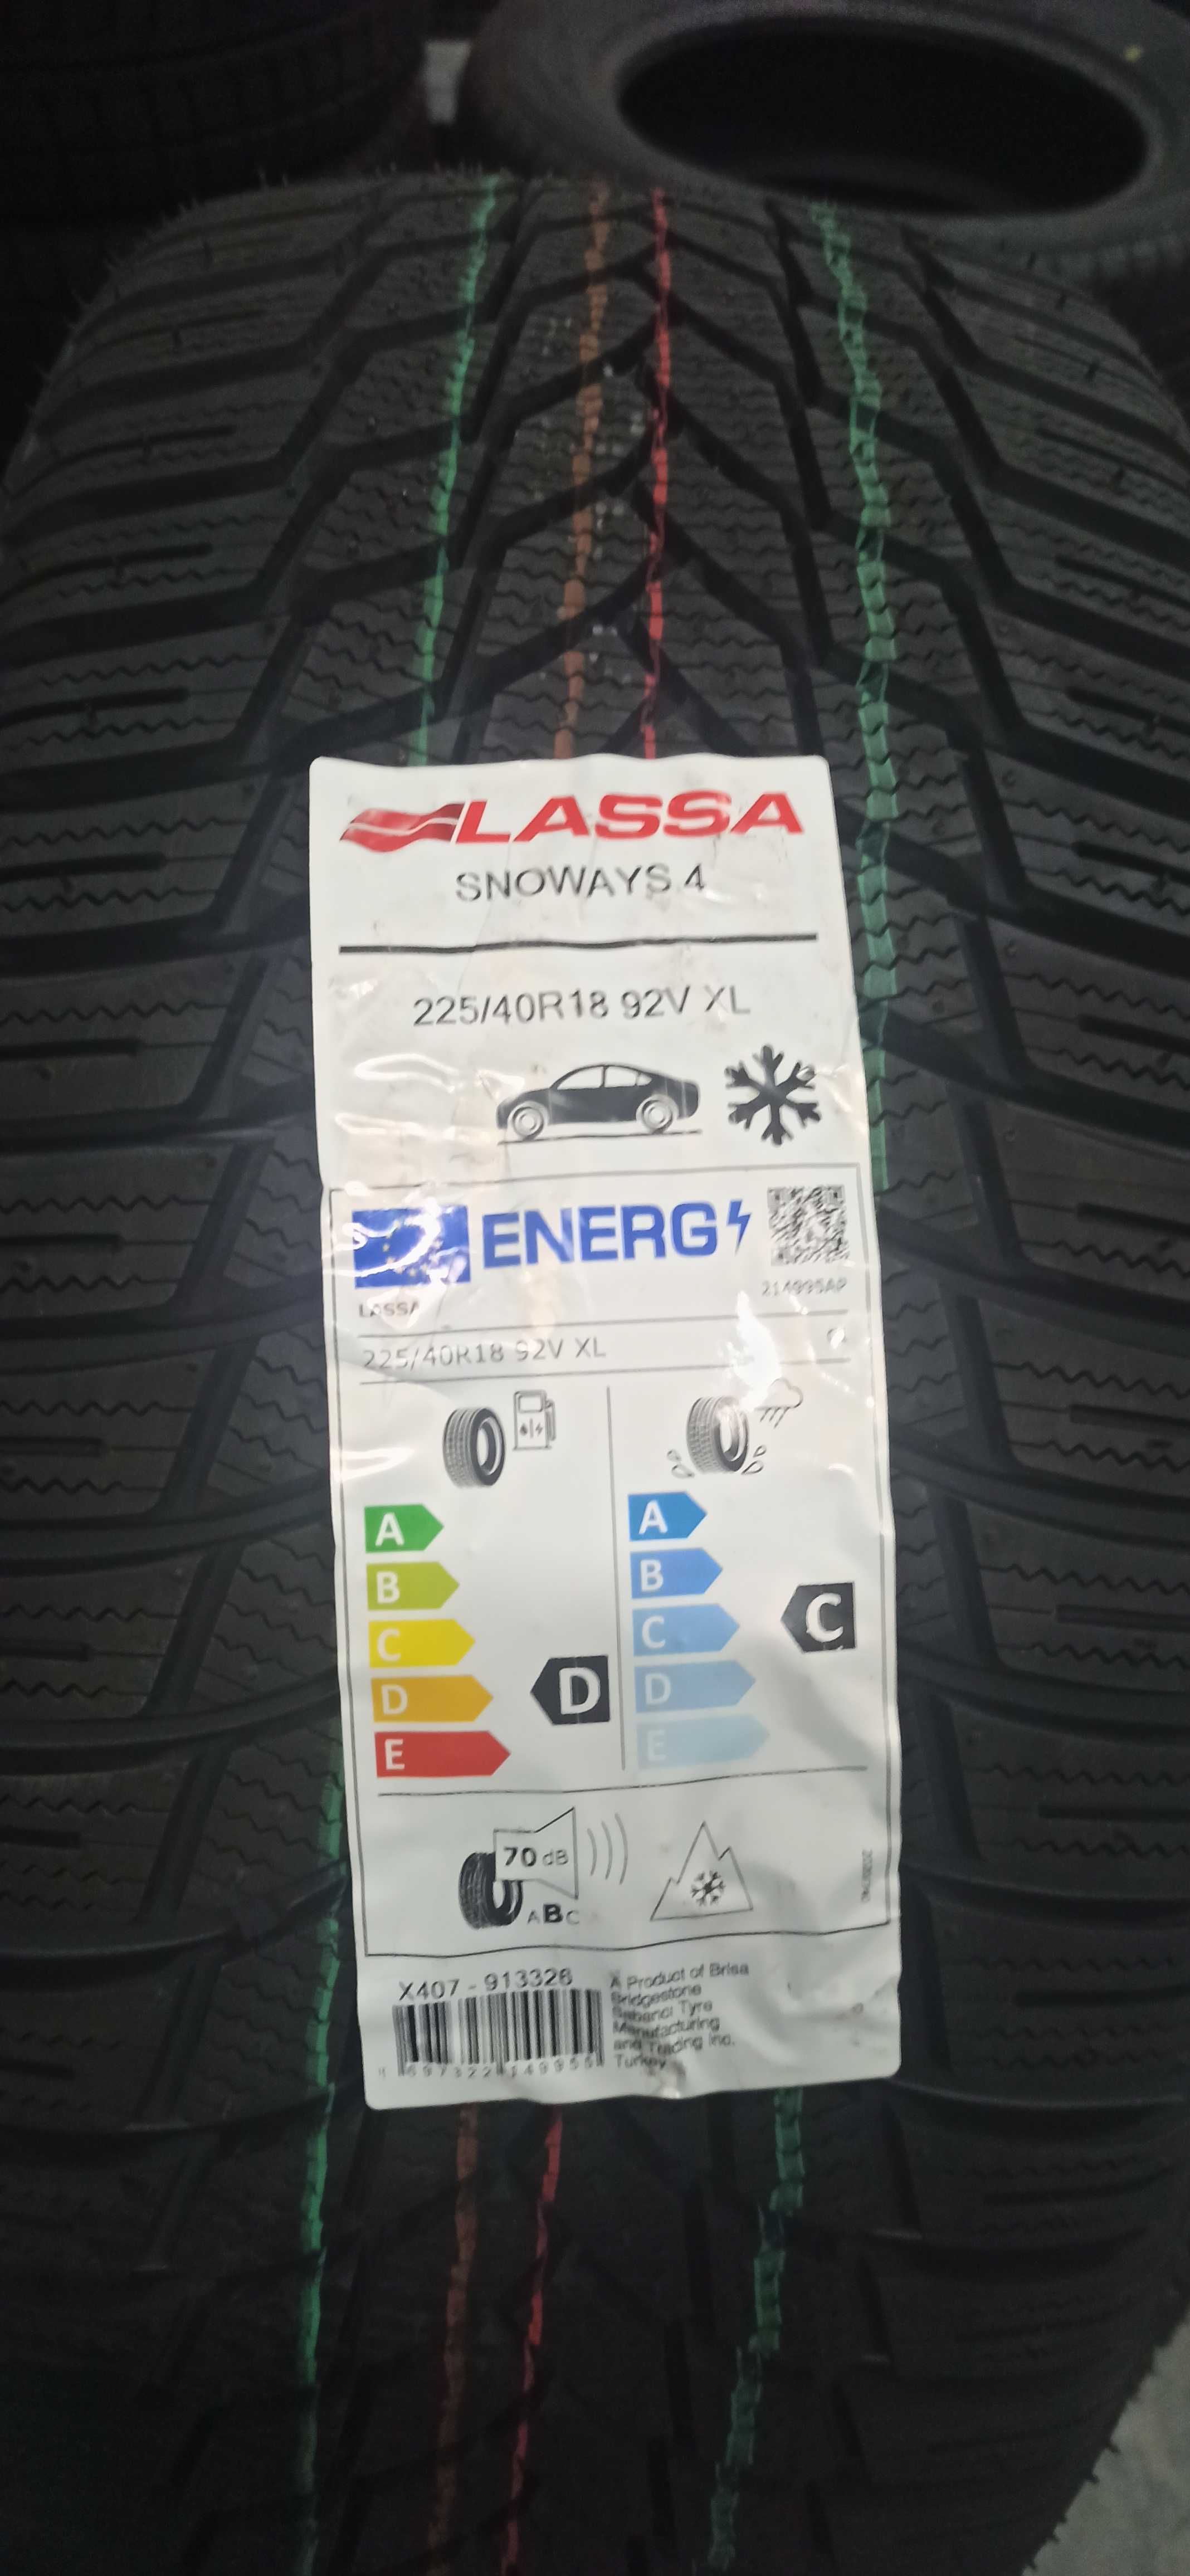 LASSA
SNOWAYS 4
225/40R18 92V XL
ENERG
LASSA
214995AP
225/40R18 92V XL
A
B
C
D
E
D
A
B
C
D
E
C
70 dB
ABC
X407 - 913326
A Product of Brisa
Bridgestone
Sabanci Tyre
Manufacturing
and Trading Inc.
Turkey